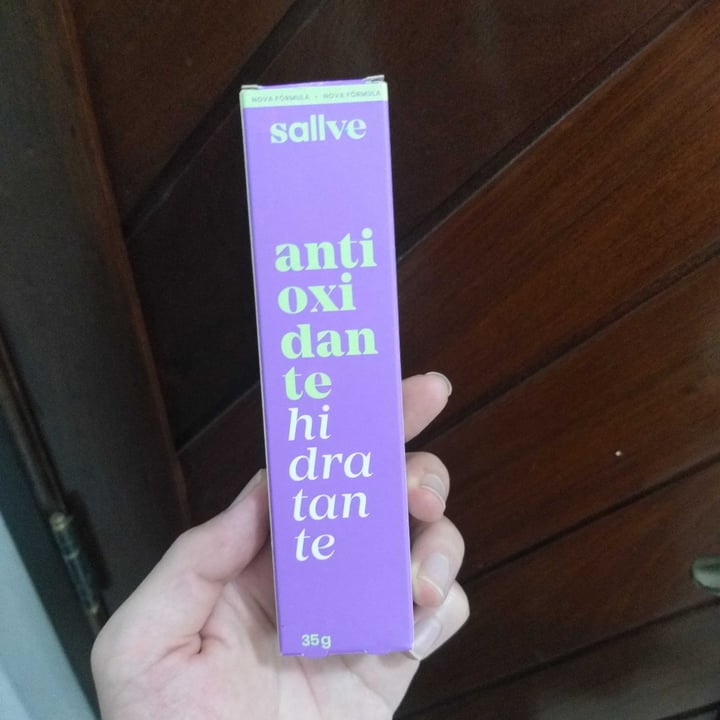 NOVA FÓRMULA • NOVA FÓRMULA
sallve
anti
oxi
dan
te
hi
dra
tan
te
35g